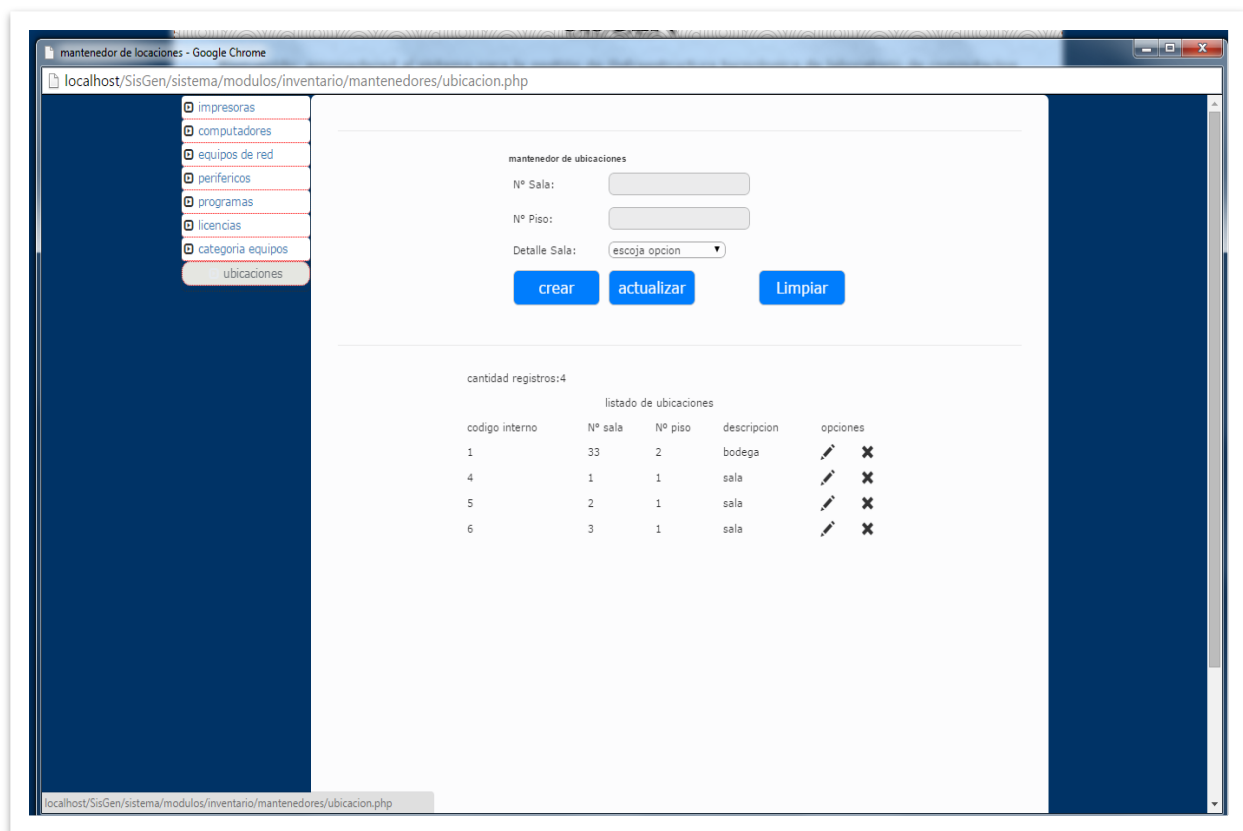 mantenedor de locaciones - Google Chrome
localhost/SisGen/sistema/modulos/inventario/mantenedores/ubicacion.php
impresoras
computadores
equipos de red
perifericos
programas
licencias
categoria equipos
ubicaciones
mantenedor de ubicaciones
Nº Sala:
Nº Piso:
Detalle Sala: escoja opcion
crear actualizar Limpiar
cantidad registros:4
listado de ubicaciones
codigo interno Nº sala Nº piso descripcion opciones
1 33 2 bodega
4 1 1 sala
5 2 1 sala
6 3 1 sala
localhost/SisGen/sistema/modulos/inventario/mantenedores/ubicacion.php